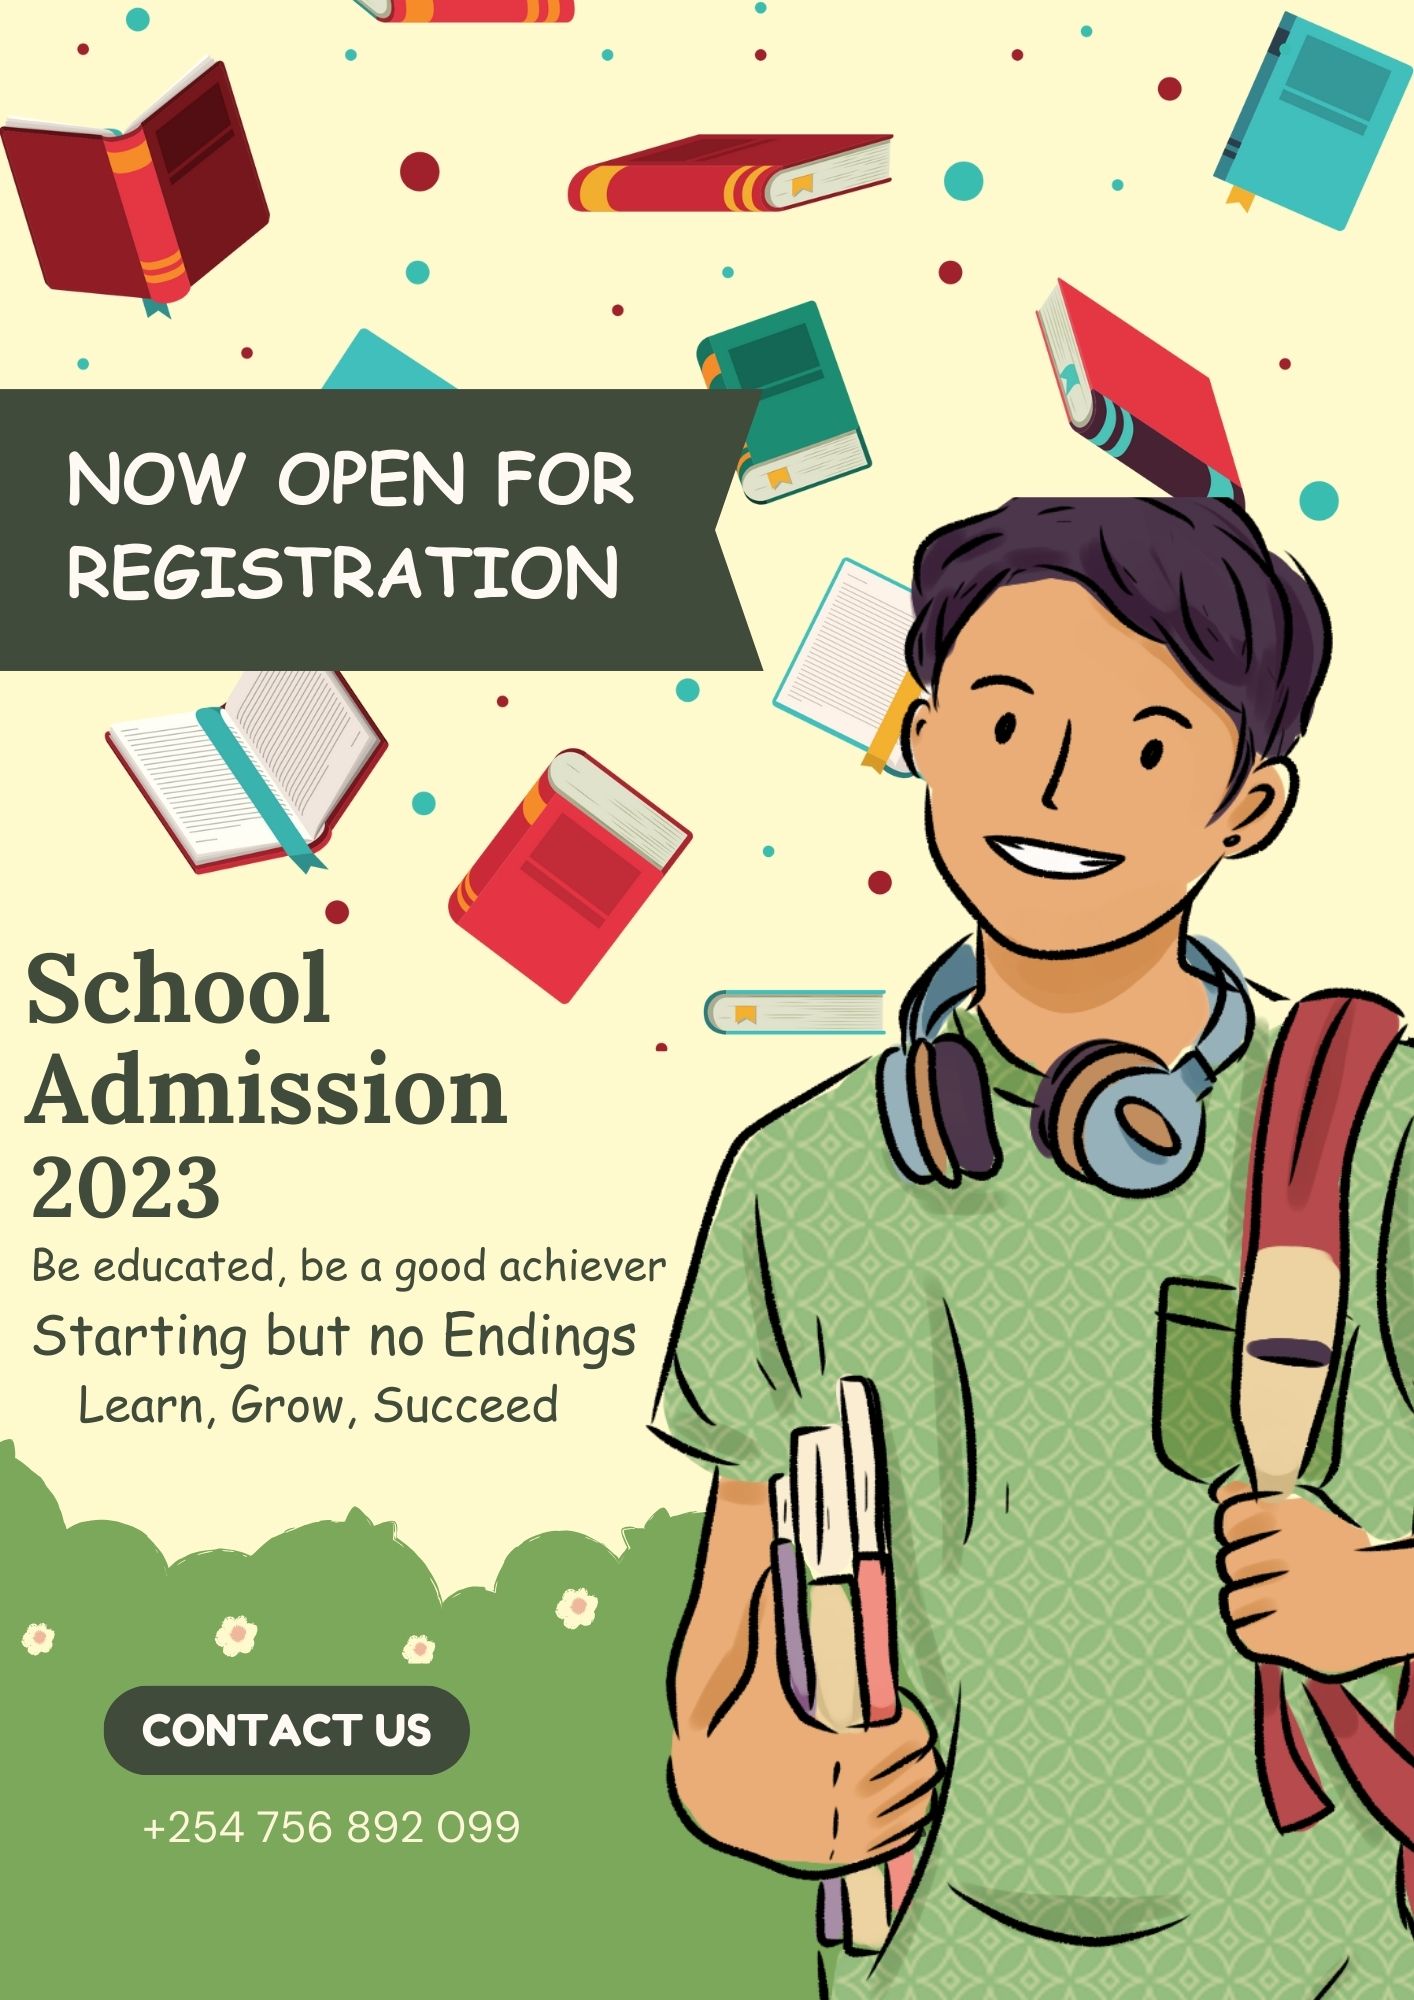 NOW OPEN FOR
REGISTRATION
School
Admission
2023
Be educated, be a good achiever
Starting but no Endings
Learn, Grow, Succeed
CONTACT US
+254 756 892 099